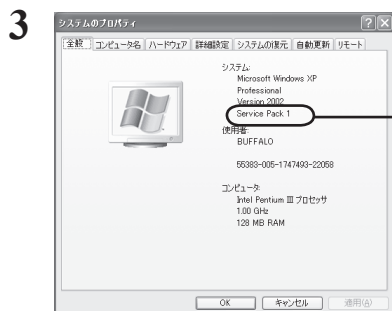 3
システムのプロパティ
全般 コンピュータ名 ハードウェア 詳細設定 システムの復元 自動更新 リモート
システム:
Microsoft Windows XP
Professional
Version 2002
Service Pack 1
使用者:
BUFFALO
55383-005-1747493-22058
コンピュータ:
Intel Pentium III プロセッサ
1.00 GHz
128 MB RAM
OK キャンセル 適用(A)